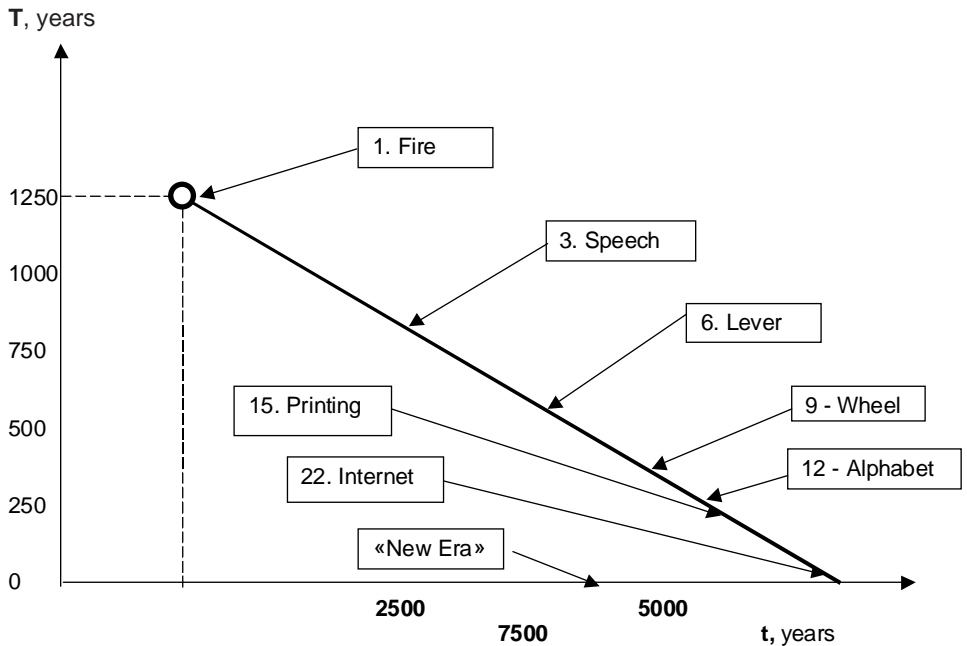 T, years
1. Fire
1250
3. Speech
1000
6. Lever
750
15. Printing
9 - Wheel
500
12 - Alphabet
22. Internet
250
«New Era»
0
2500 5000
7500 t, years